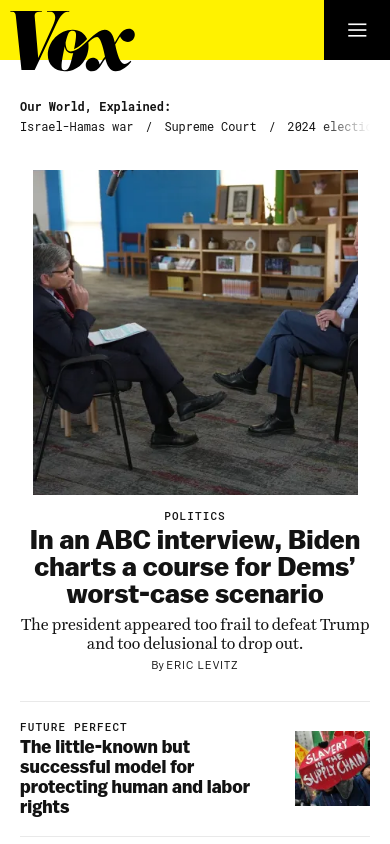 Vox
Our World, Explained:
Israel-Hamas war / Supreme Court / 2024 electi
POLITICS
In an ABC interview, Biden
charts a course for Dems’
worst-case scenario
The president appeared too frail to defeat Trump
and too delusional to drop out.
By ERIC LEVITZ
FUTURE PERFECT
The little-known but
successful model for
protecting human and labor
rights
SLAVERY
IN THE
SUPPLY CHAIN